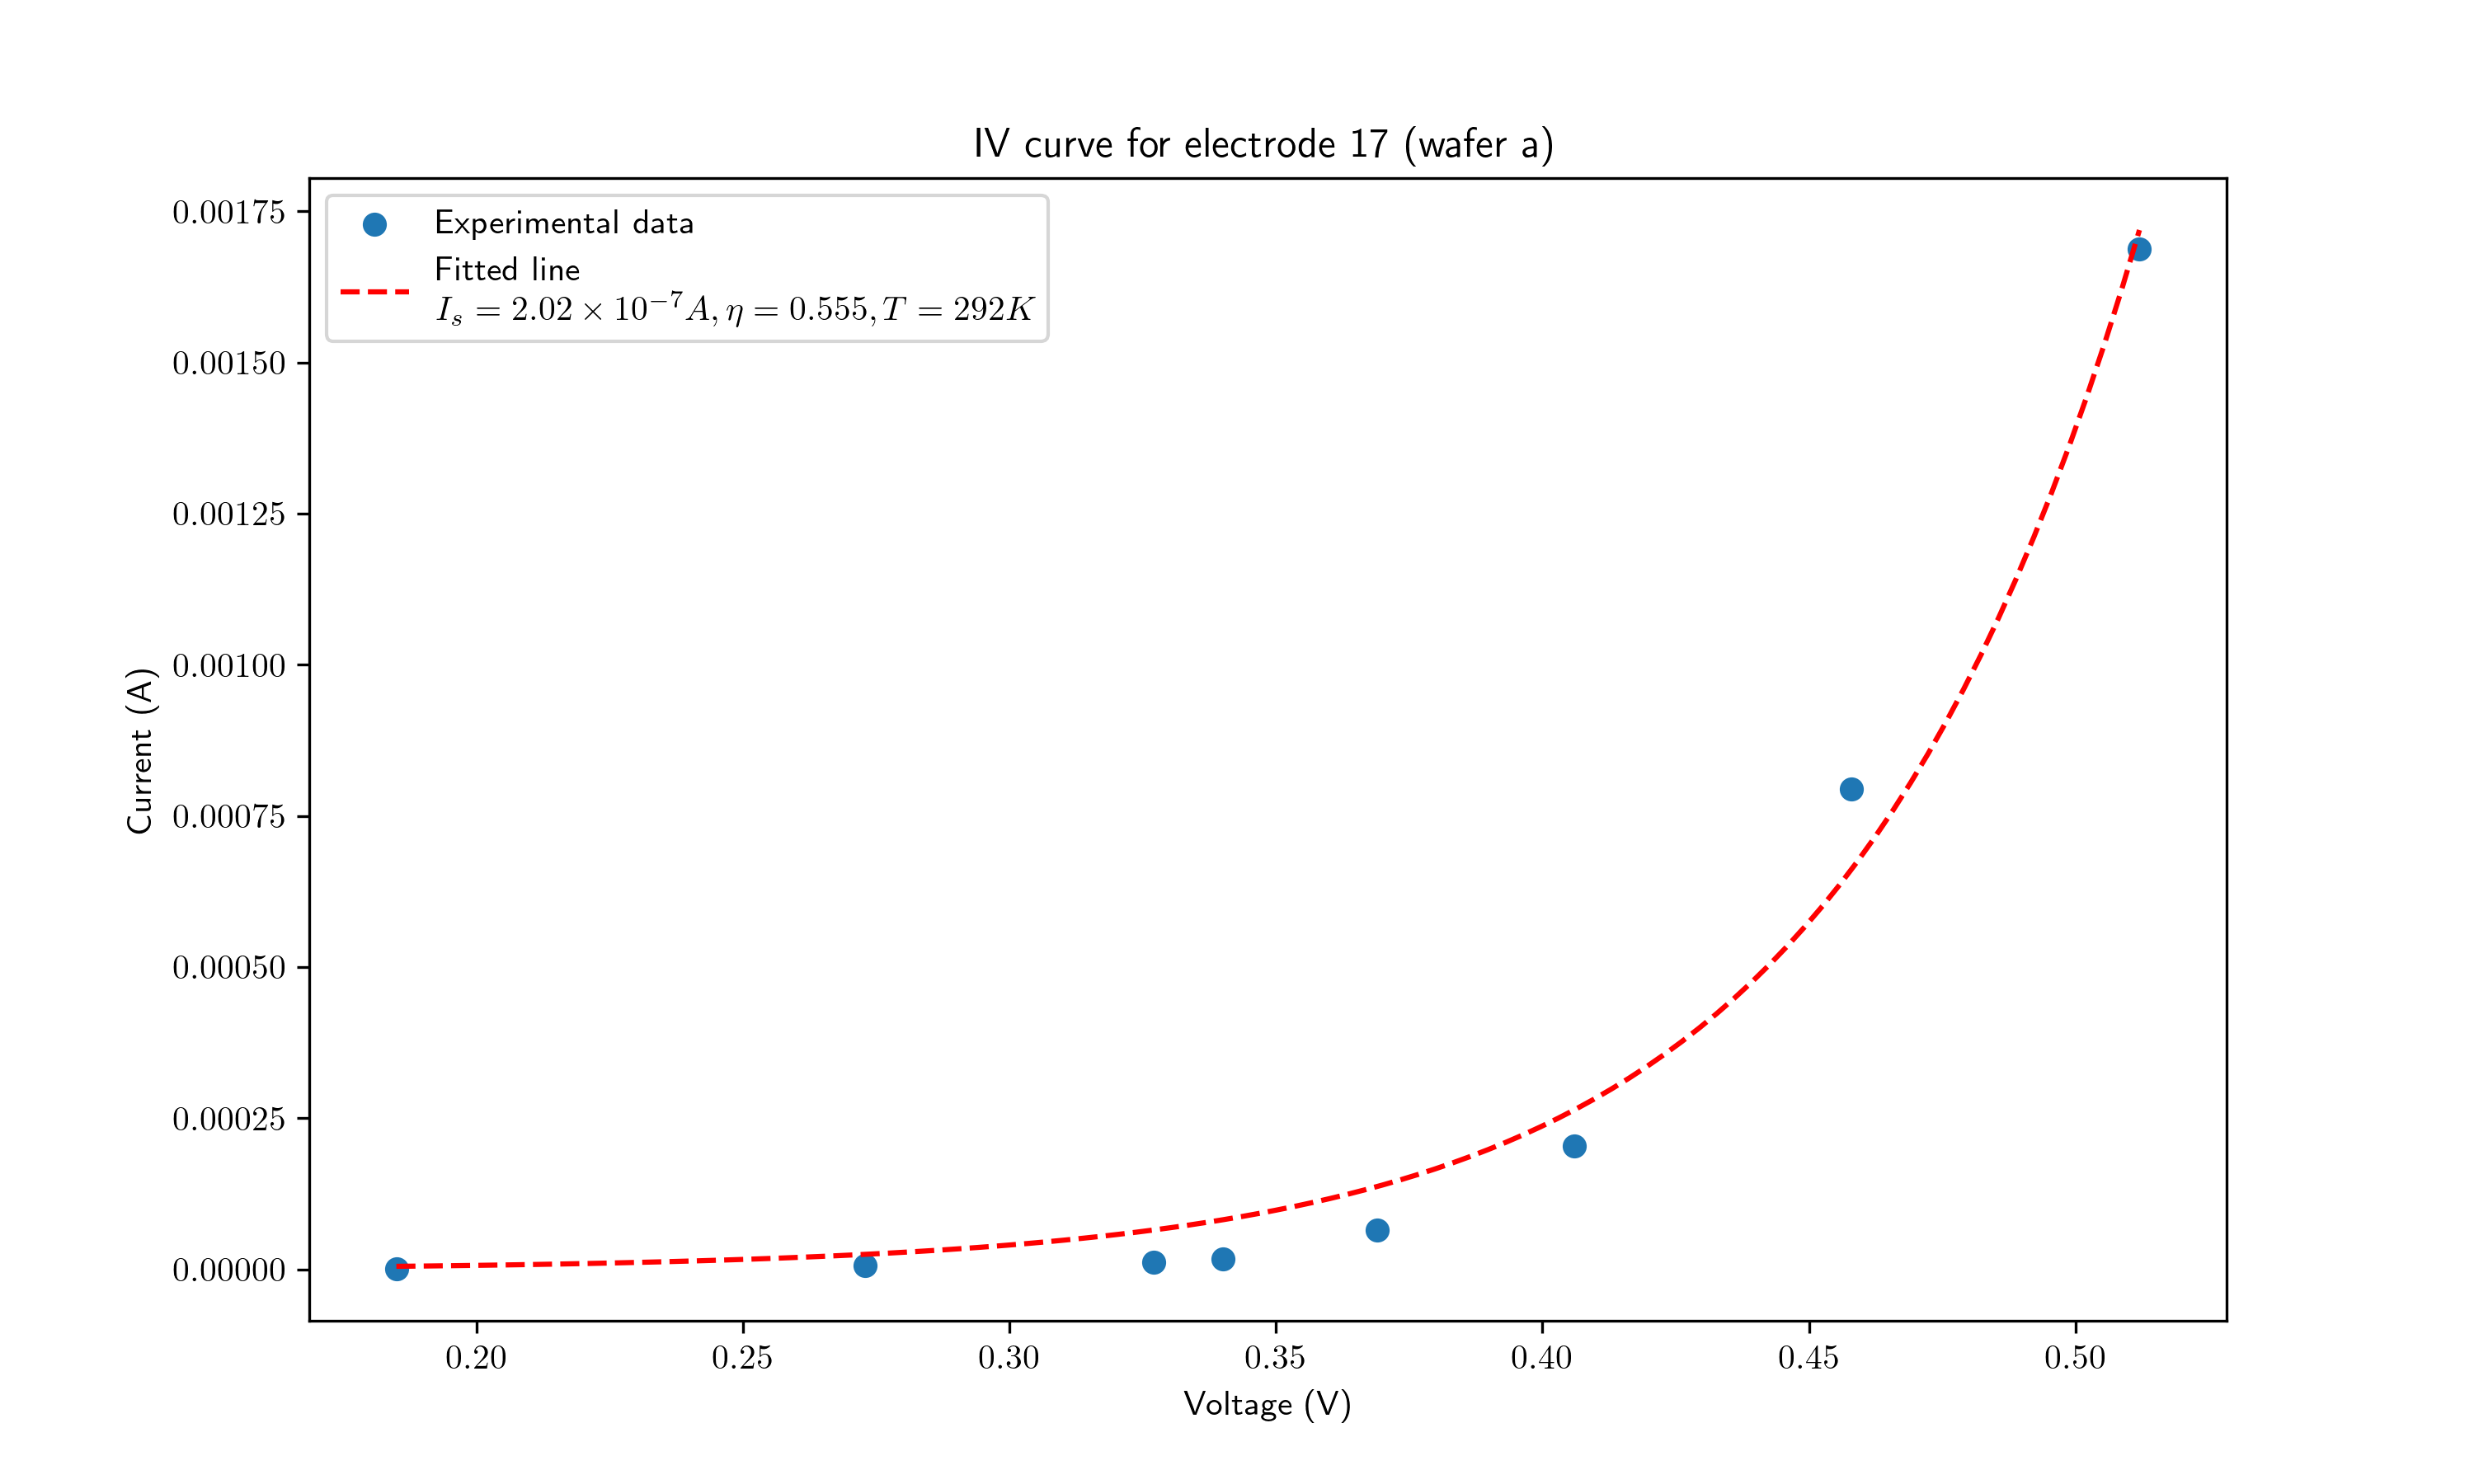 IV curve for electrode 17 (wafer a)
Experimental data
Fitted line
I_s = 2.02 × 10⁻⁷A, η = 0.555, T = 292K
0.00175
0.00150
0.00125
0.00100
0.00075
0.00050
0.00025
0.00000
Current (A)
0.20 0.25 0.30 0.35 0.40 0.45 0.50
Voltage (V)